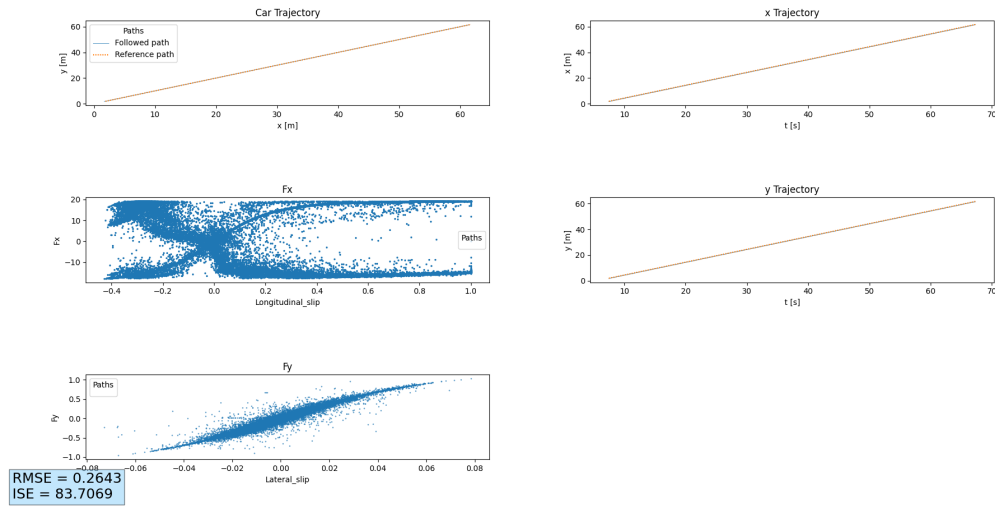 Car Trajectory
y [m]
60
40
20
0
Paths
Followed path
Reference path
0 10 20 30 40 50 60
x [m]
x Trajectory
x [m]
60
40
20
0
10 20 30 40 50 60 70
t [s]
Fx
Fx
20
10
0
−10
Paths
−0.4 −0.2 0.0 0.2 0.4 0.6 0.8 1.0
Longitudinal_slip
y Trajectory
y [m]
60
40
20
0
10 20 30 40 50 60 70
t [s]
Fy
Fy
1.0
0.5
0.0
−0.5
−1.0
Paths
−0.08 −0.06 −0.04 −0.02 0.00 0.02 0.04 0.06 0.08
Lateral_slip
RMSE = 0.2643
ISE = 83.7069